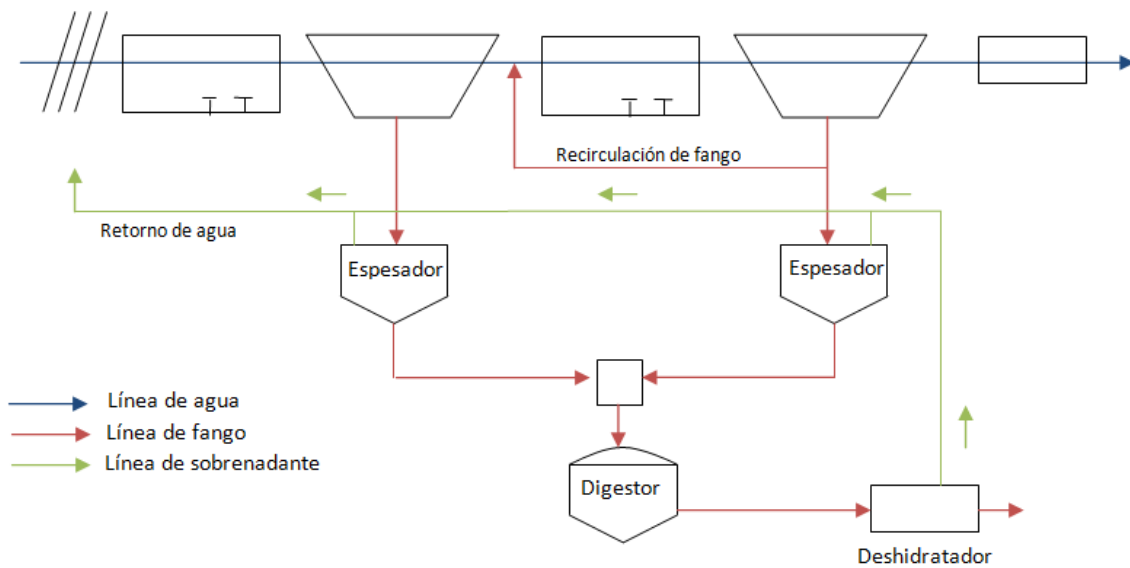 Recirculación de fango
Retorno de agua
Espesador
Espesador
Línea de agua
Línea de fango
Línea de sobrenadante
Digestor
Deshidratador